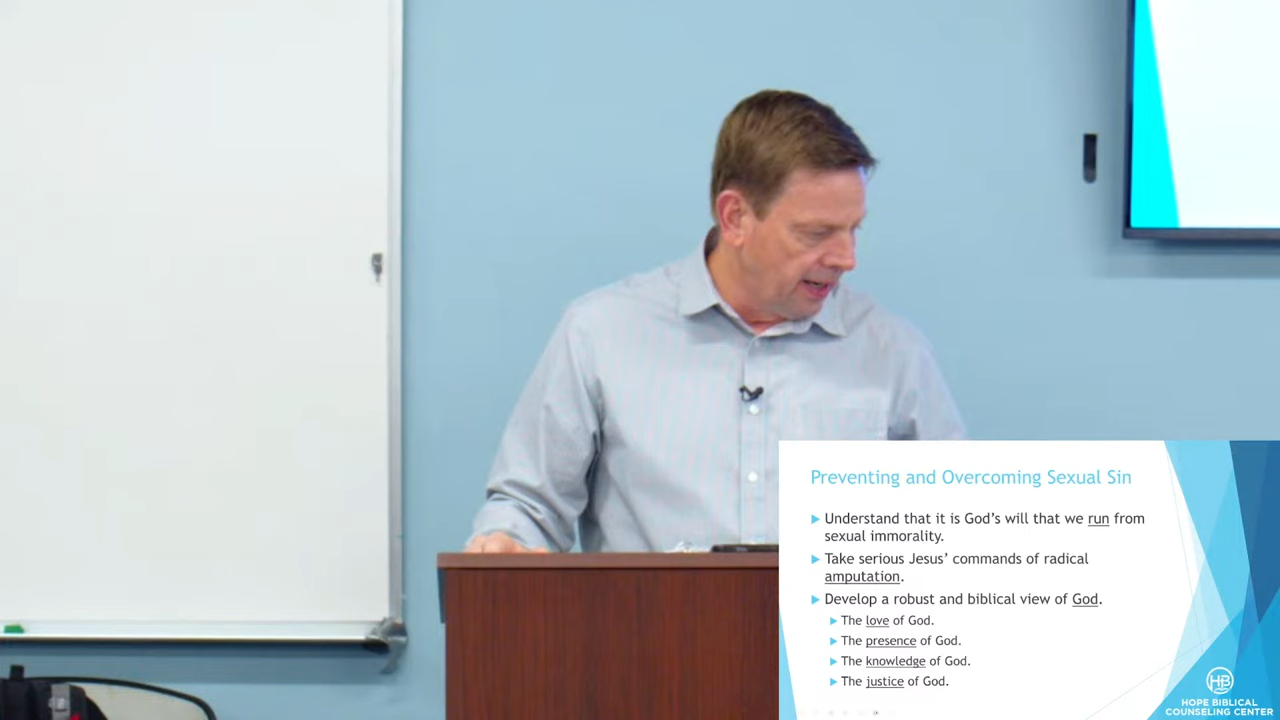 Preventing and Overcoming Sexual Sin
Understand that it is God's will that we run from
sexual immorality.
Take serious Jesus' commands of radical
amputation.
Develop a robust and biblical view of God.
The love of God.
The presence of God.
The knowledge of God.
The justice of God.
HB
HOPE BIBLICAL
COUNSELING CENTER